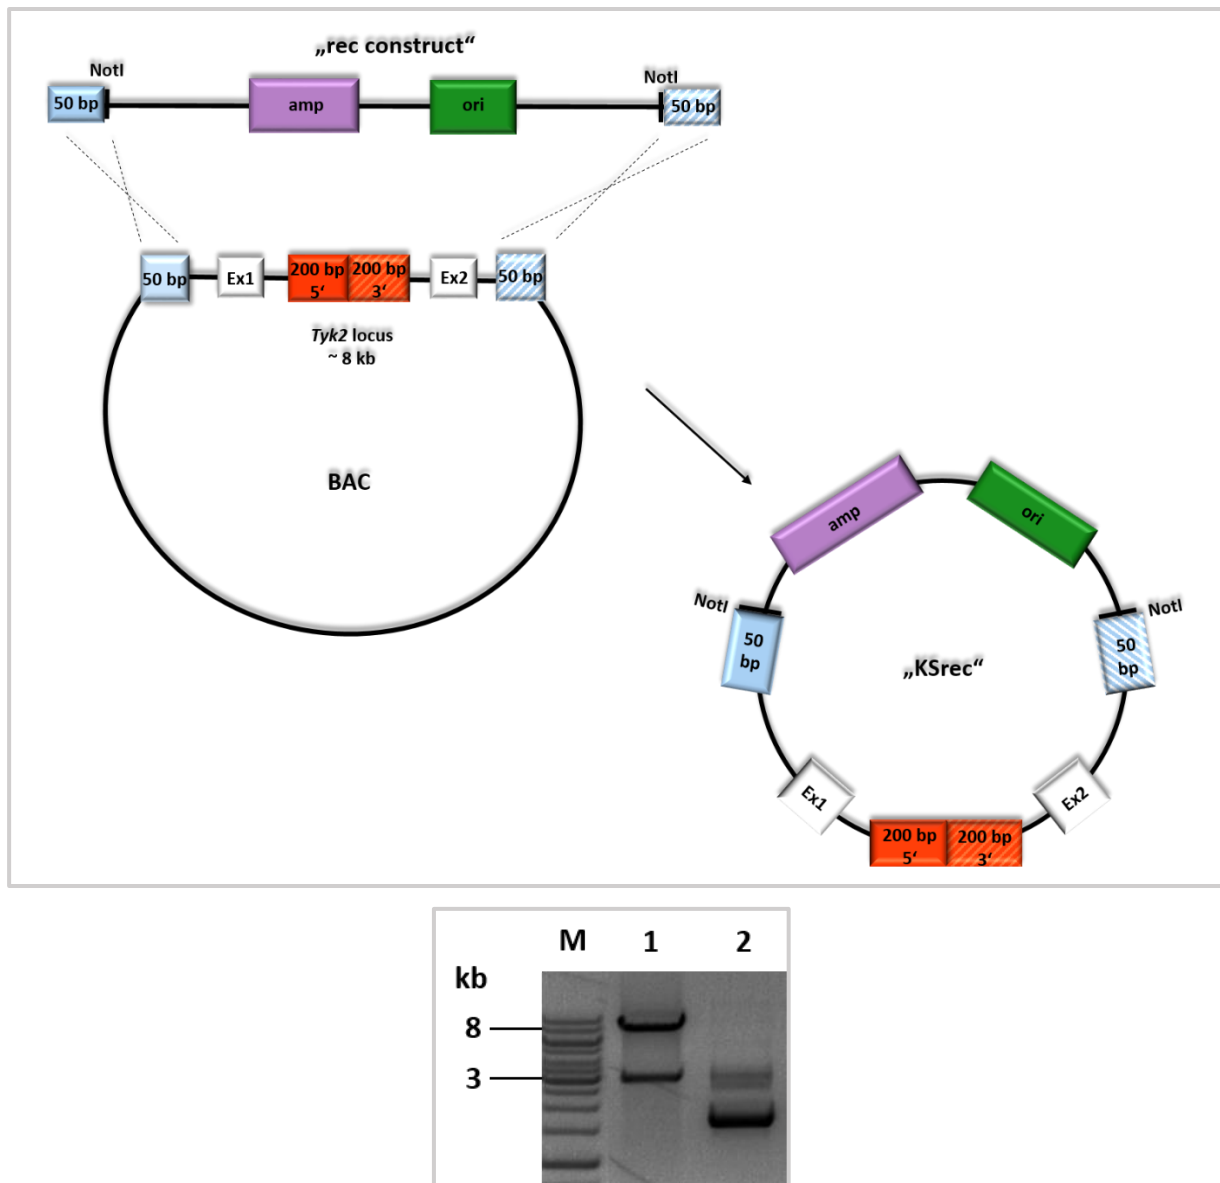 „rec construct“
NotI
NotI
50 bp
amp
ori
50 bp
50 bp
Ex1
200 bp
5‘
200 bp
3‘
Ex2
50 bp
Tyk2 locus
~ 8 kb
BAC
amp
ori
NotI
NotI
50
bp
50
bp
„KSrec“
Ex1
Ex2
200 bp
5‘
200 bp
3‘
M 1 2
kb
8
3